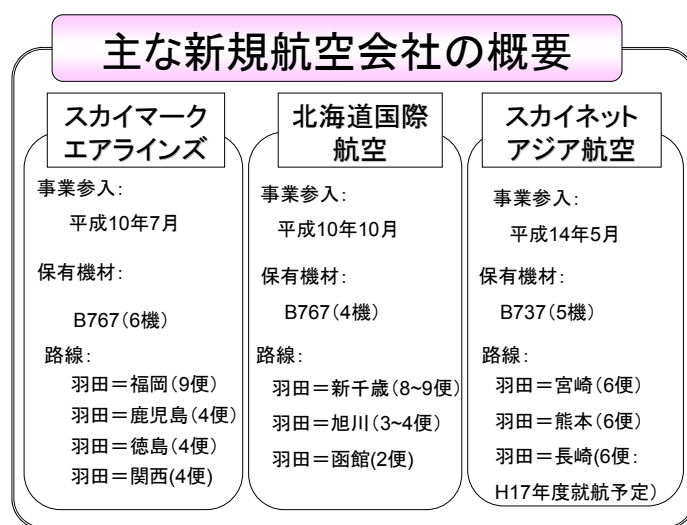 主な新規航空会社の概要
スカイマーク
エアラインズ
事業参入:
平成10年7月
保有機材:
B767(6機)
路線:
羽田＝福岡(9便)
羽田＝鹿児島(4便)
羽田＝徳島(4便)
羽田＝関西(4便)
北海道国際
航空
事業参入:
平成10年10月
保有機材:
B767(4機)
路線:
羽田＝新千歳(8~9便)
羽田＝旭川(3~4便)
羽田＝函館(2便)
スカイネット
アジア航空
事業参入:
平成14年5月
保有機材:
B737(5機)
路線:
羽田＝宮崎(6便)
羽田＝熊本(6便)
羽田＝長崎(6便:
H17年度就航予定)